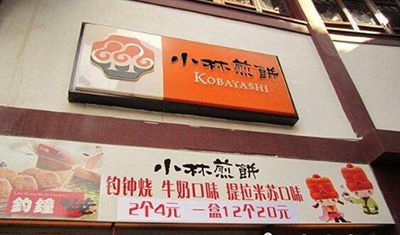 小林煎餅
KOBAYASHI
小林煎餅
钓钟烧 牛奶口味 提拉米苏口味
2个4元 一盒12个20元
釣鐘燒